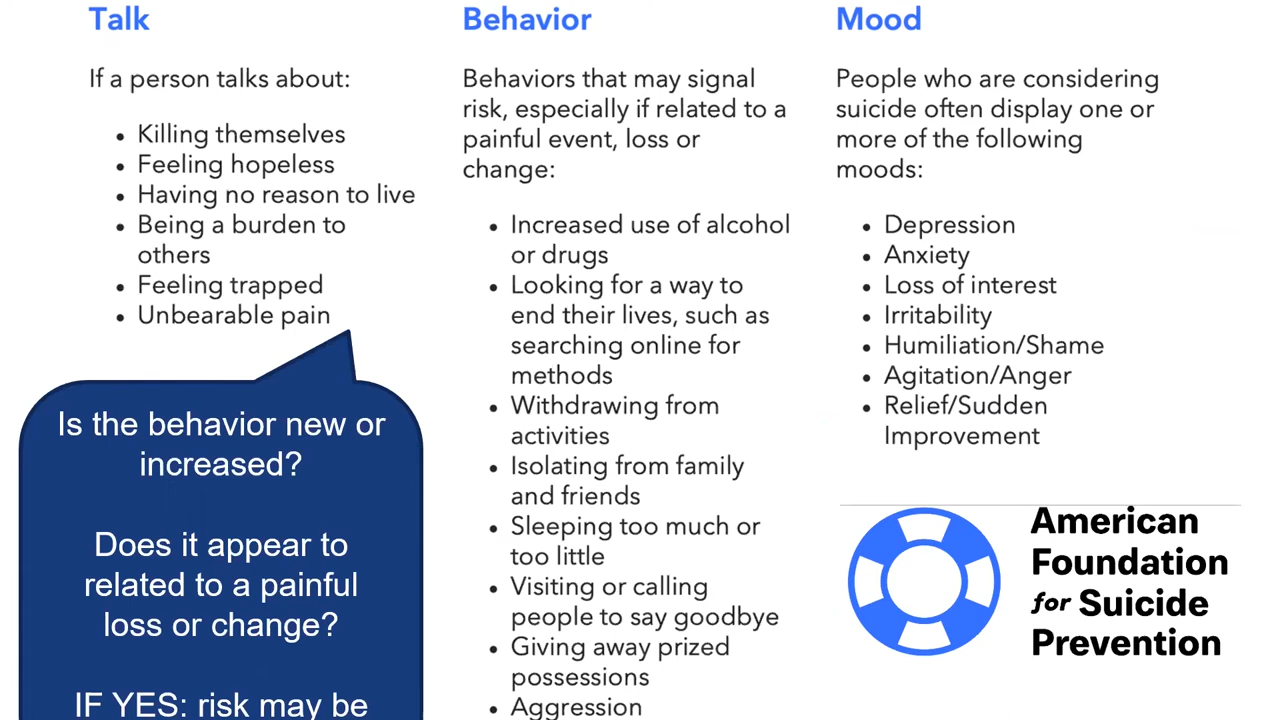 Talk
If a person talks about:
• Killing themselves
• Feeling hopeless
• Having no reason to live
• Being a burden to
others
• Feeling trapped
• Unbearable pain
Is the behavior new or
increased?
Does it appear to
related to a painful
loss or change?
IF YES: risk may be
Behavior
Behaviors that may signal
risk, especially if related to a
painful event, loss or
change:
• Increased use of alcohol
or drugs
• Looking for a way to
end their lives, such as
searching online for
methods
• Withdrawing from
activities
• Isolating from family
and friends
• Sleeping too much or
too little
• Visiting or calling
people to say goodbye
• Giving away prized
possessions
• Aggression
Mood
People who are considering
suicide often display one or
more of the following
moods:
• Depression
• Anxiety
• Loss of interest
• Irritability
• Humiliation/Shame
• Agitation/Anger
• Relief/Sudden
Improvement
American
Foundation
for Suicide
Prevention